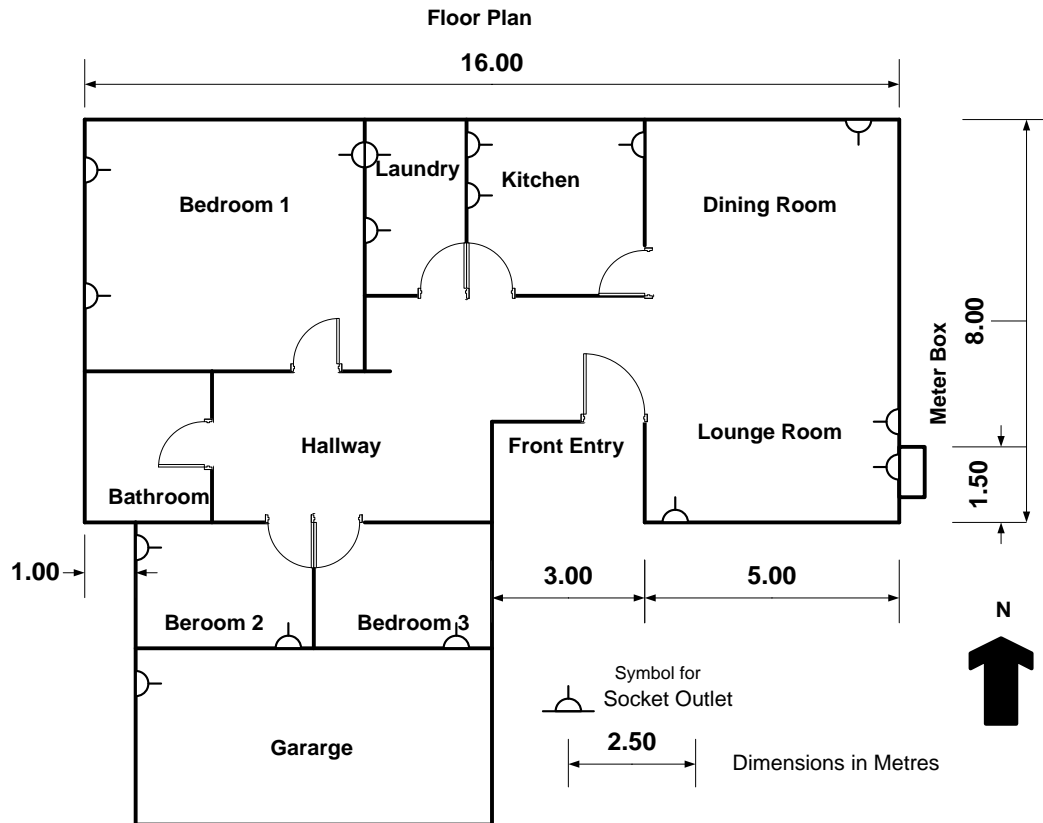 Floor Plan
16.00
Laundry
Kitchen
Bedroom 1
Dining Room
8.00
Meter Box
Lounge Room
Hallway
Front Entry
1.50
Bathroom
1.00
3.00
5.00
N
Beroom 2
Bedroom 3
Symbol for
Socket Outlet
2.50
Gararge
Dimensions in Metres